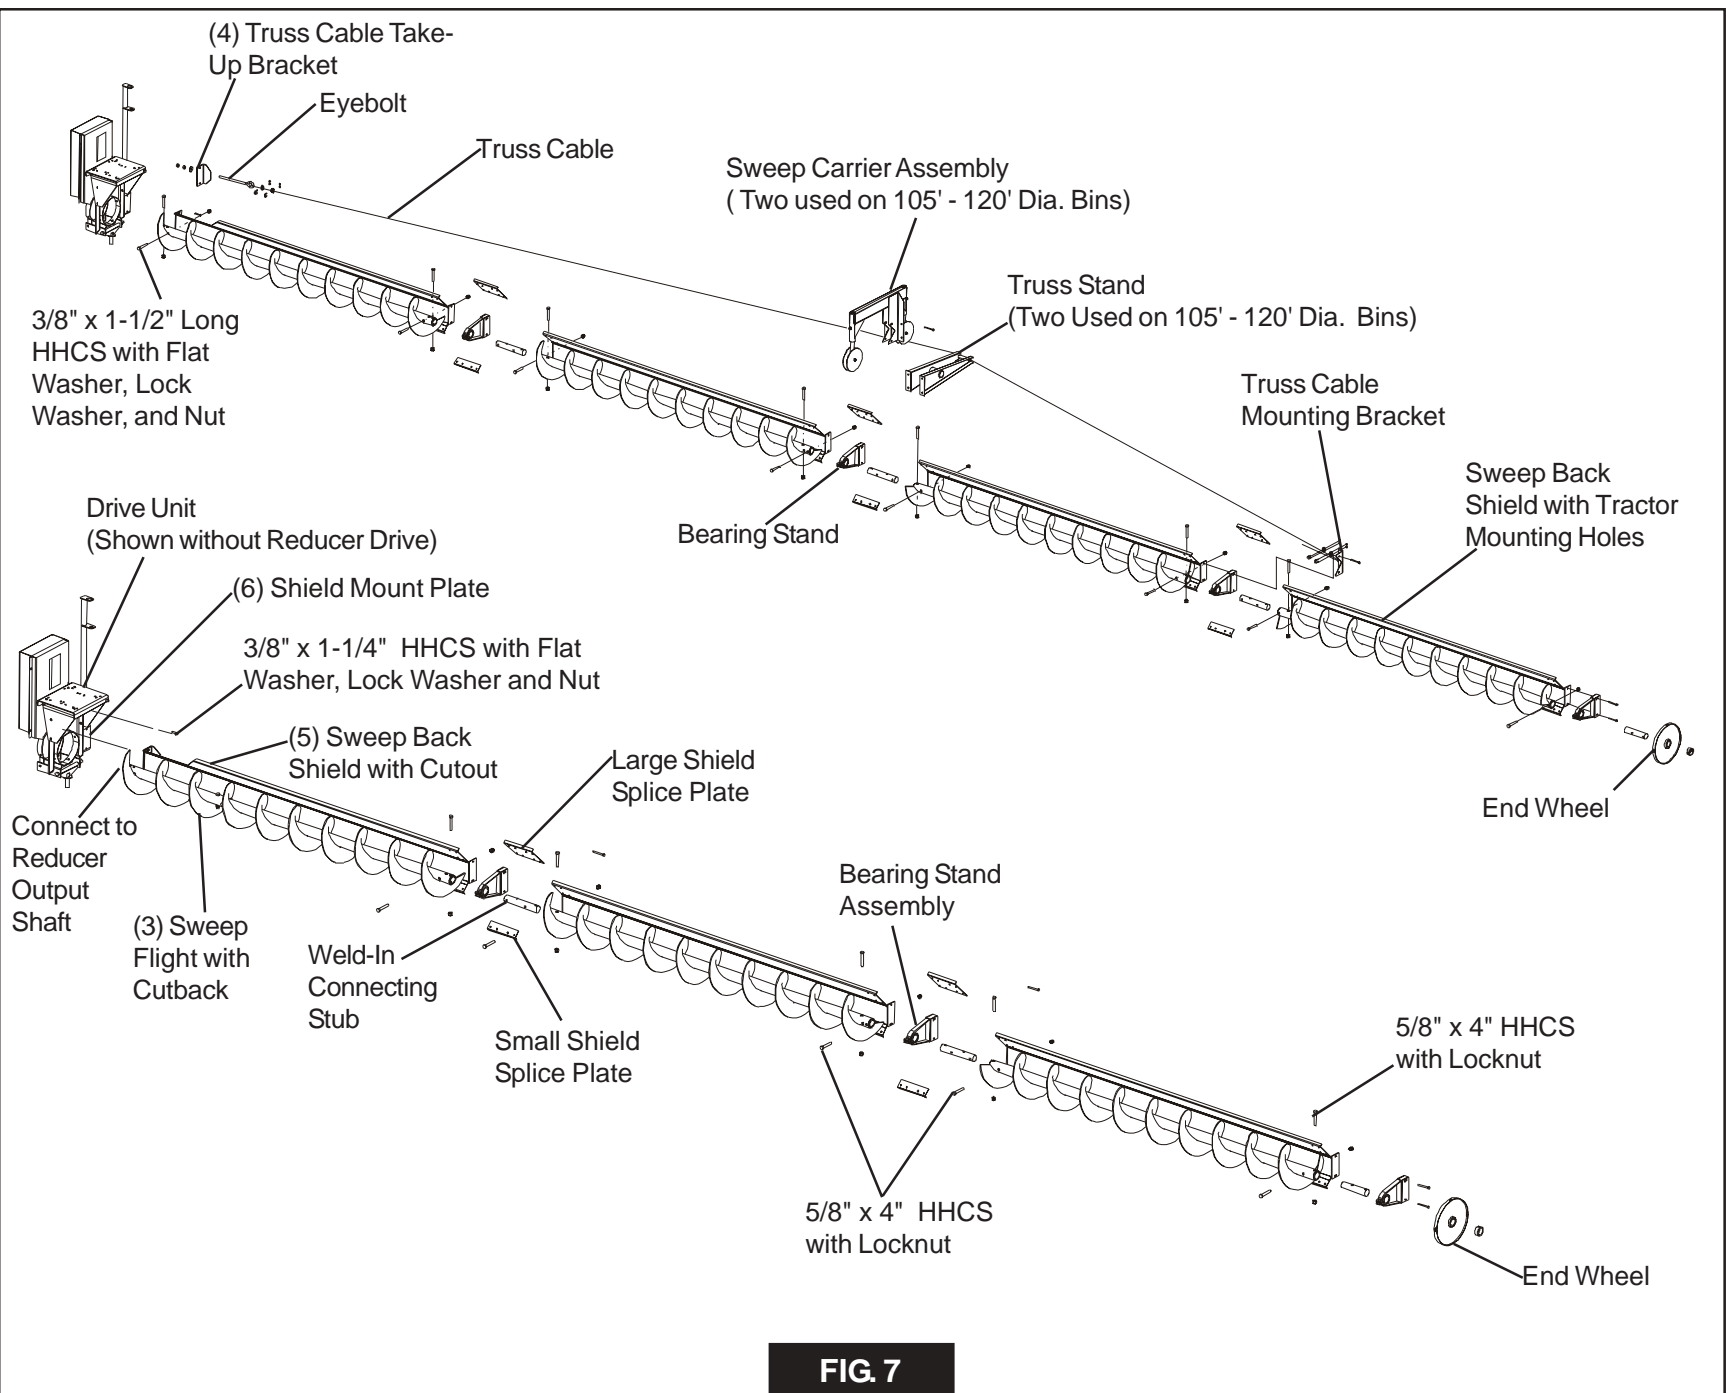 (4) Truss Cable Take-
Up Bracket
Eyebolt
Truss Cable
Sweep Carrier Assembly
( Two used on 105' - 120' Dia. Bins)
Truss Stand
(Two Used on 105' - 120' Dia.  Bins)
3/8" x 1-1/2" Long
HHCS with Flat
Washer, Lock
Washer, and Nut
Truss Cable
Mounting Bracket
Sweep Back
Shield with Tractor
Mounting Holes
Bearing Stand
Drive Unit
(Shown without Reducer Drive)
(6) Shield Mount Plate
3/8" x 1-1/4"  HHCS with Flat
Washer, Lock Washer and Nut
(5) Sweep Back
Shield with Cutout
Large Shield
Splice Plate
End Wheel
Connect to
Reducer
Output
Shaft
(3) Sweep
Flight with
Cutback
Weld-In
Connecting
Stub
Small Shield
Splice Plate
Bearing Stand
Assembly
5/8" x 4" HHCS
with Locknut
5/8" x 4"  HHCS
with Locknut
End Wheel
FIG. 7